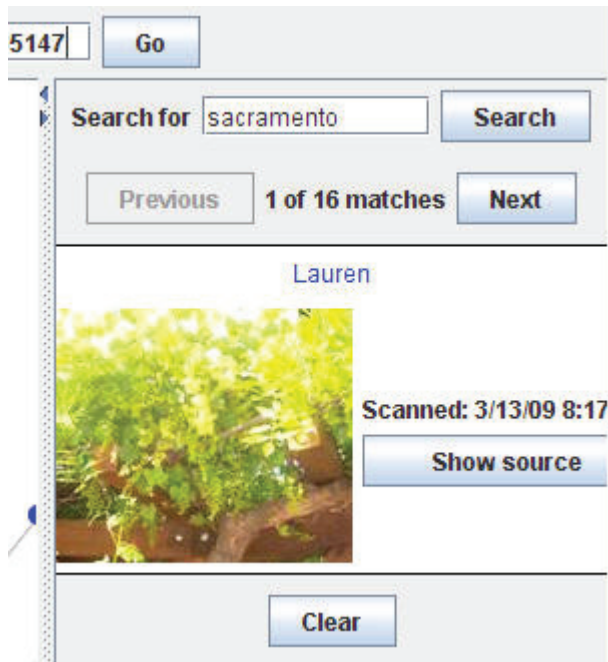 5147 Go
Search for sacramento Search
Previous 1 of 16 matches Next
Lauren
Scanned: 3/13/09 8:17
Show source
Clear